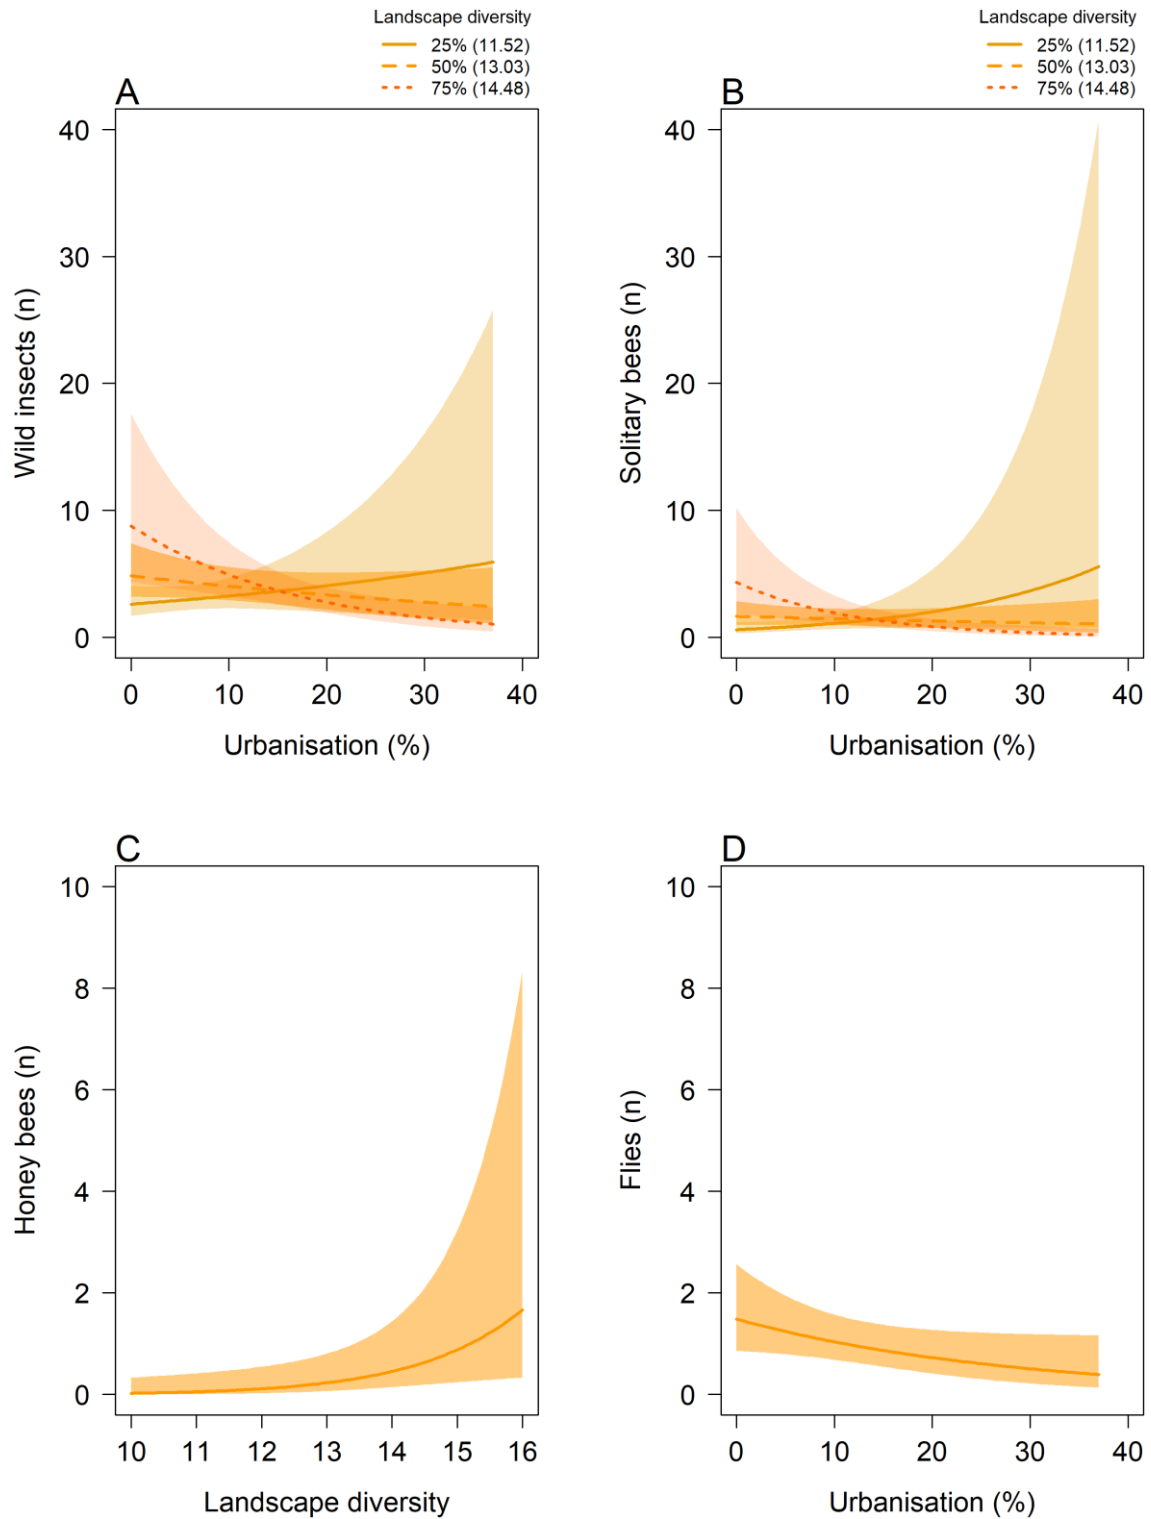 Landscape diversity
25% (11.52)
50% (13.03)
75% (14.48)
A
40
30
20
10
0
Wild insects (n)
0 10 20 30 40
Urbanisation (%)
Landscape diversity
25% (11.52)
50% (13.03)
75% (14.48)
B
40
30
20
10
0
Solitary bees (n)
0 10 20 30 40
Urbanisation (%)
C
10
8
6
4
2
0
Honey bees (n)
10 11 12 13 14 15 16
Landscape diversity
D
10
8
6
4
2
0
Flies (n)
0 10 20 30 40
Urbanisation (%)